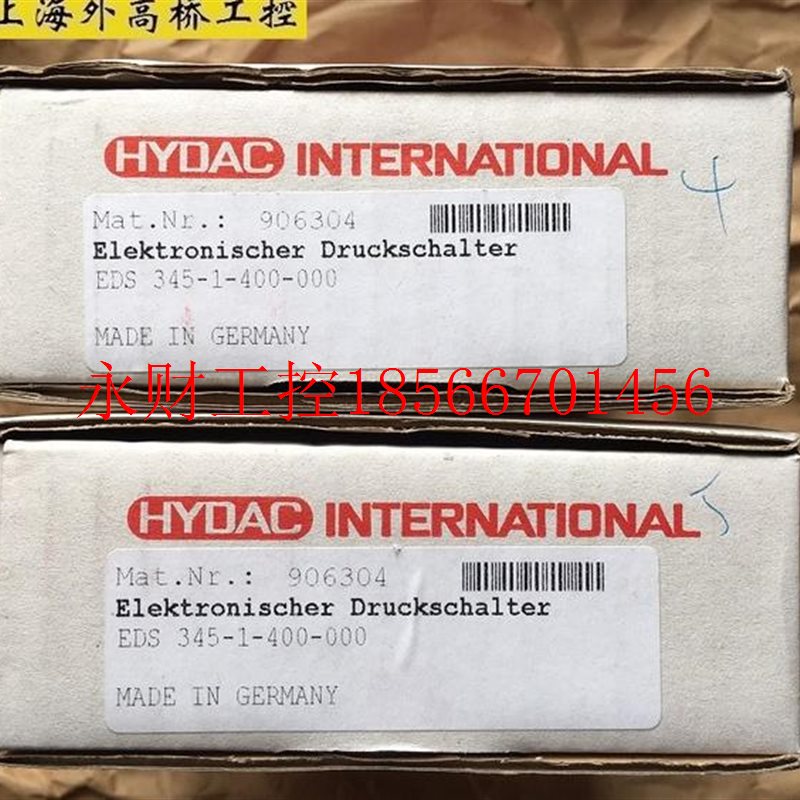 上海外高桥工控
HYDAC INTERNATIONAL
4
Mat.Nr.: 906304
Elektronischer Druckschalter
EDS 345-1-400-000
MADE IN GERMANY
永财工控18566701456
HYDAC INTERNATIONAL
5
Mat.Nr.: 906304
Elektronischer Druckschalter
EDS 345-1-400-000
MADE IN GERMANY